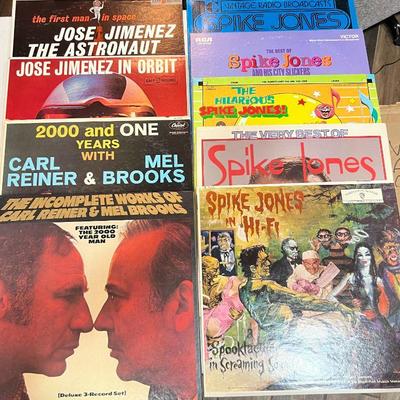 the first man in space
JOSE JIMENEZ
THE ASTRONAUT
JOSE JIMENEZ IN ORBIT
2000 and ONE
YEARS
WITH
CARL
REINER &
MEL
BROOKS
Capitol
THE INCOMPLETE WORKS OF
CARL REINER & MEL BROOKS
FEATURING: THE
2000 YEAR OLD
MAN
[Deluxe 3-Record Set]
VINTAGE RADIO BROADCASTS
SPIKE JONES
RCA
VICTOR
THE BEST OF
Spike Jones
AND HIS CITY SLICKERS
THE HILARIOUS
SPIKE JONES!
THE VERY BEST OF
Spike Jones
SPIKE JONES
IN HI-FI
in Screaming